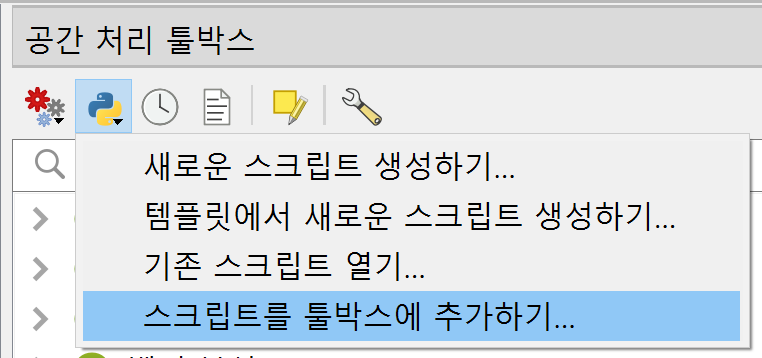 공간 처리 툴박스
새로운 스크립트 생성하기...
템플릿에서 새로운 스크립트 생성하기...
기존 스크립트 열기...
스크립트를 툴박스에 추가하기...